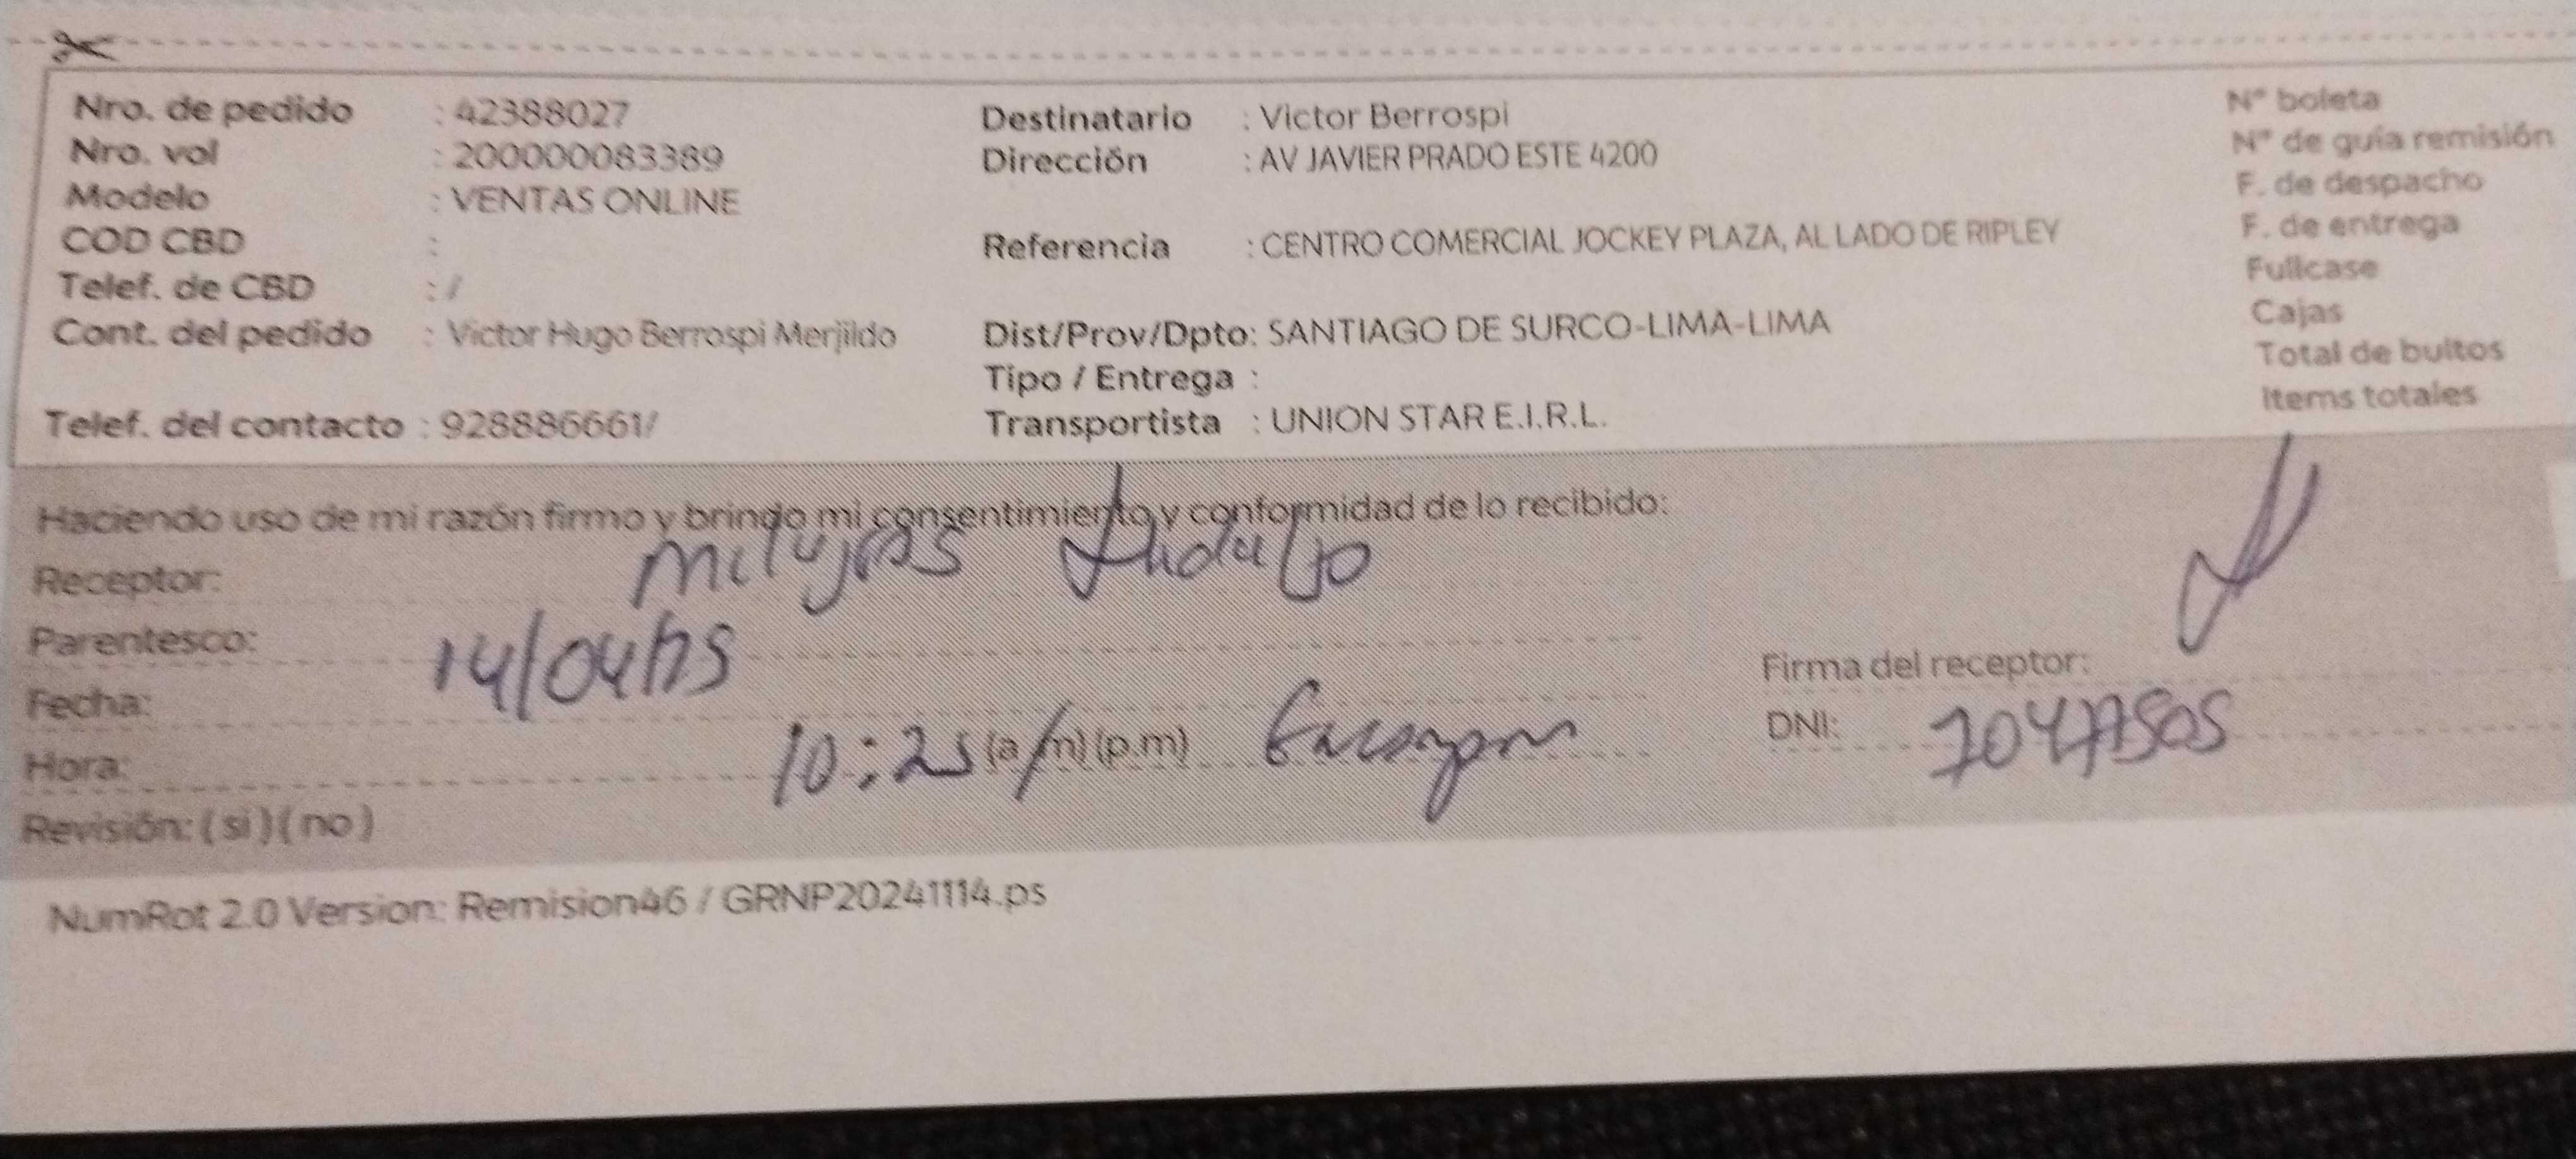 Nro. de pedido : 42388027
Nro. vol : 200000083389
Modelo : VENTAS ONLINE
COD CBD :
Telef. de CBD : /
Cont. del pedido : Victor Hugo Berrospi Merjildo
Telef. del contacto : 928886661/
Destinatario : Victor Berrospi
Dirección : AV JAVIER PRADO ESTE 4200
Referencia : CENTRO COMERCIAL JOCKEY PLAZA, AL LADO DE RIPLEY
Dist/Prov/Dpto: SANTIAGO DE SURCO-LIMA-LIMA
Tipo / Entrega :
Transportista : UNION STAR E.I.R.L.
N° boleta
N° de guía remisión
F. de despacho
F. de entrega
Fullcase
Cajas
Total de bultos
Items totales
Haciendo uso de mi razón firmo y brindo mi consentimiento y conformidad de lo recibido:
Receptor: Hidalgo
Parentesco:
Fecha: 14/04/25
Hora: 10:25 (a/m) (p.m)
Revisión: ( si ) ( no )
Firma del receptor:
DNI:
NumRot 2.0 Version: Remision46 / GRNP20241114.ps